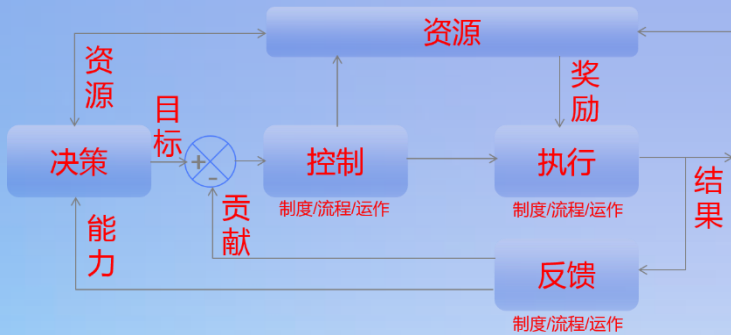 资源
资源
奖励
目标
决策
+
-
控制
执行
制度/流程/运作
制度/流程/运作
结果
贡献
能力
反馈
制度/流程/运作